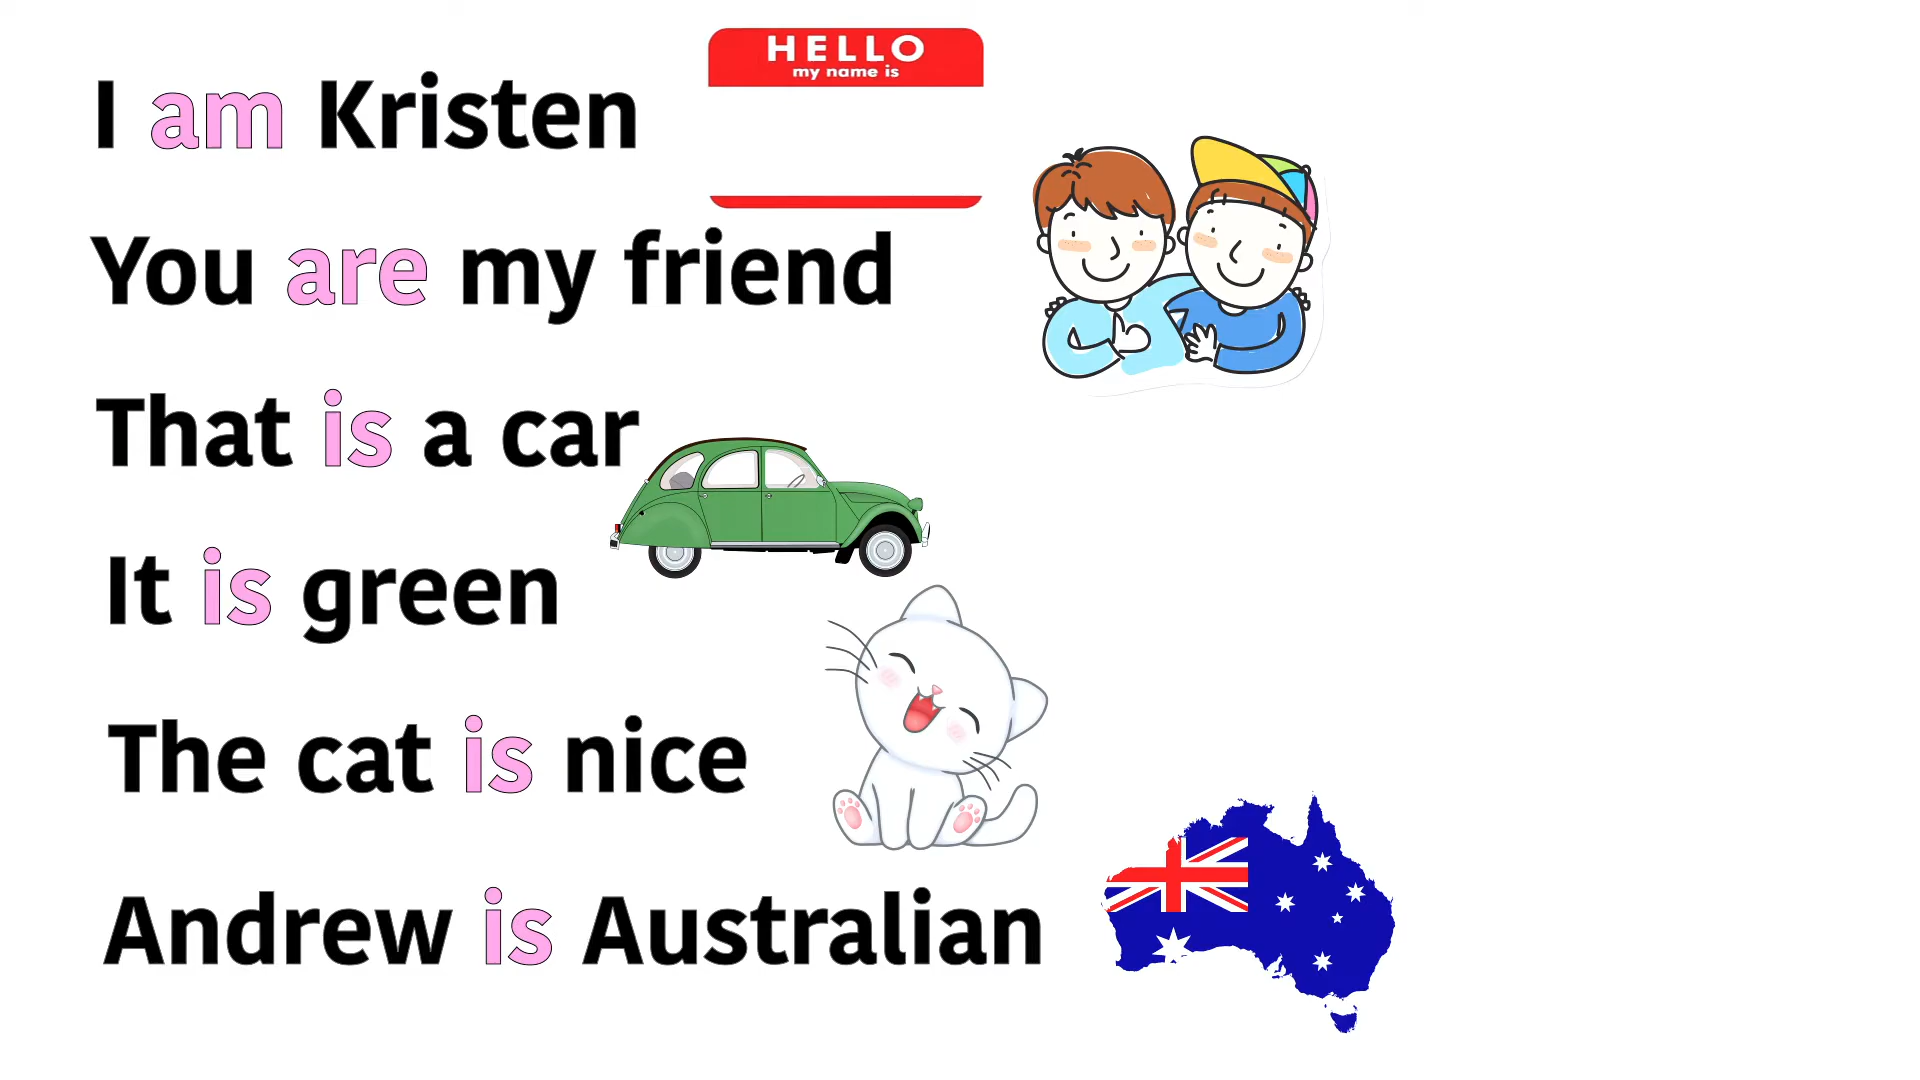 HELLO
my name is
I am Kristen
You are my friend
That is a car
It is green
The cat is nice
Andrew is Australian